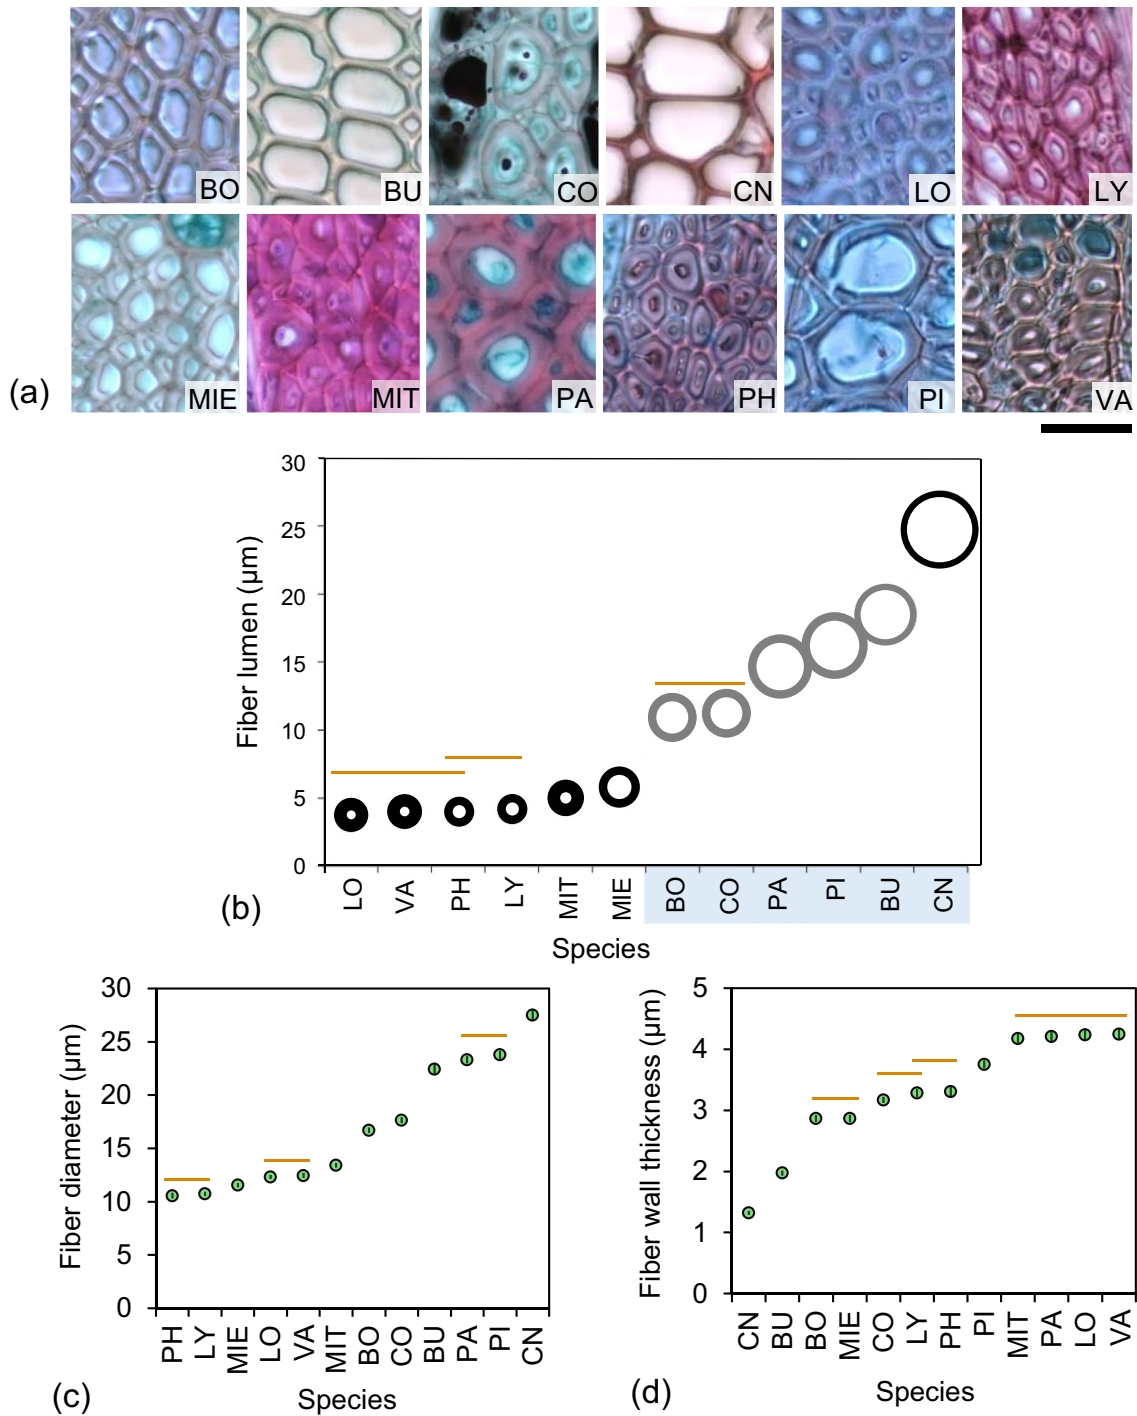 BO BU CO CN LO LY
MIE MIT PA PH PI VA
(a)
30
25
20
15
10
5
0
Fiber lumen (µm)
LO VA PH LY MIT MIE BO CO PA PI BU CN
(b)
Species
30
25
20
15
10
5
0
Fiber diameter (µm)
PH LY MIE LO VA MIT BO CO BU PA PI CN
(c)
Species
5
4
3
2
1
0
Fiber wall thickness (µm)
CN BU BO MIE CO LY PH PI MIT PA LO VA
(d)
Species